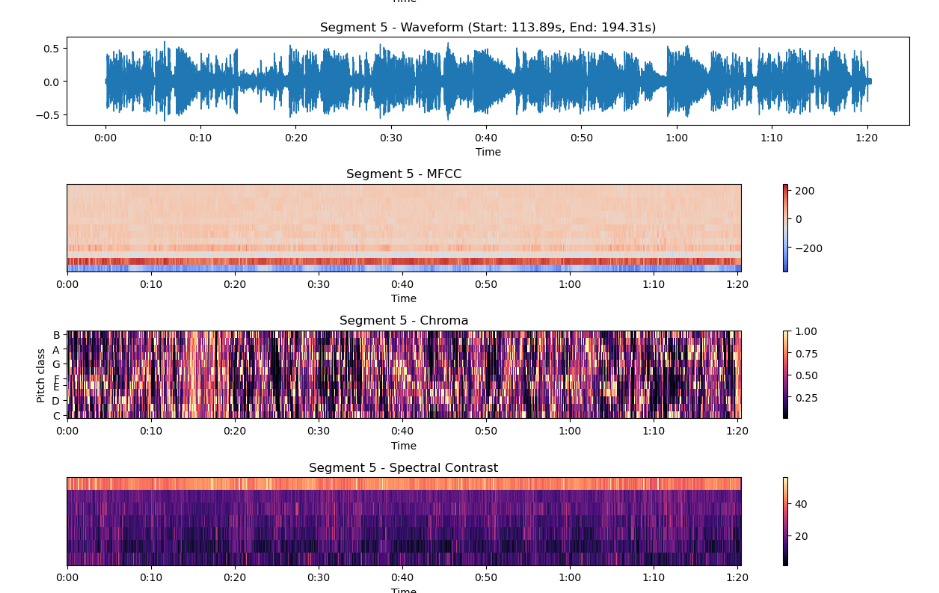 Time
Segment 5 - Waveform (Start: 113.89s, End: 194.31s)
0.5
0.0
−0.5
0:00 0:10 0:20 0:30 0:40 0:50 1:00 1:10 1:20
Time
Segment 5 - MFCC
200
0
−200
0:00 0:10 0:20 0:30 0:40 0:50 1:00 1:10 1:20
Time
Segment 5 - Chroma
Pitch class
B
A
G
F
E
D
C
1.00
0.75
0.50
0.25
0:00 0:10 0:20 0:30 0:40 0:50 1:00 1:10 1:20
Time
Segment 5 - Spectral Contrast
40
20
0:00 0:10 0:20 0:30 0:40 0:50 1:00 1:10 1:20
Time